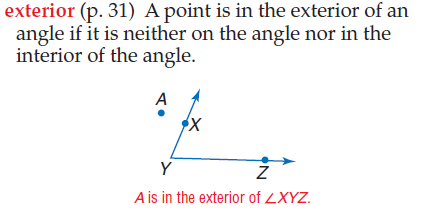 exterior (p. 31) A point is in the exterior of an
angle if it is neither on the angle nor in the
interior of the angle.
A
X
Y
Z
A is in the exterior of ∠XYZ.